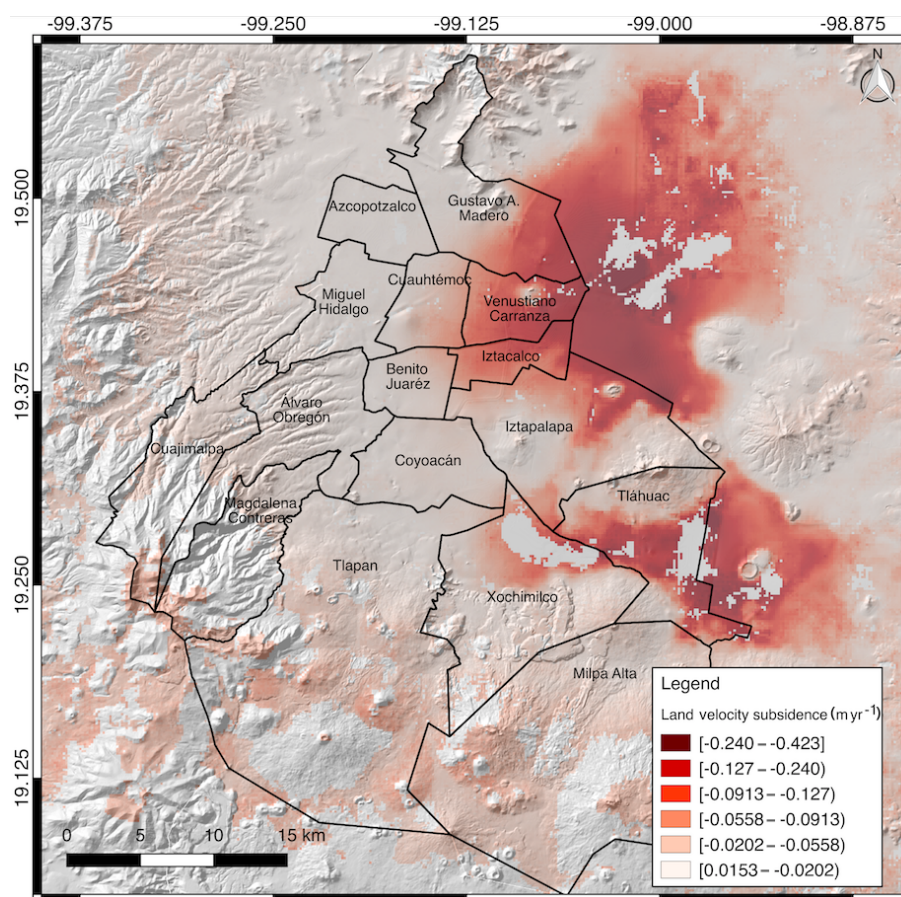 -99.375 -99.250 -99.125 -99.000 -98.875
N
19.500
19.375
19.250
19.125
Azcopotzalco
Gustavo A.
Madero
Cuauhtémoc
Miguel
Hidalgo
Venustiano
Carranza
Iztacalco
Benito
Juaréz
Álvaro
Obregón
Iztapalapa
Cuajimalpa
Coyoacán
Magdalena
Contreras
Tláhuac
Tlapan
Xochimilco
Milpa Alta
0 5 10 15 km
Legend
Land velocity subsidence (m yr-1)
[-0.240 – -0.423]
[-0.127 – -0.240)
[-0.0913 – -0.127)
[-0.0558 – -0.0913)
[-0.0202 – -0.0558)
[0.0153 – -0.0202)